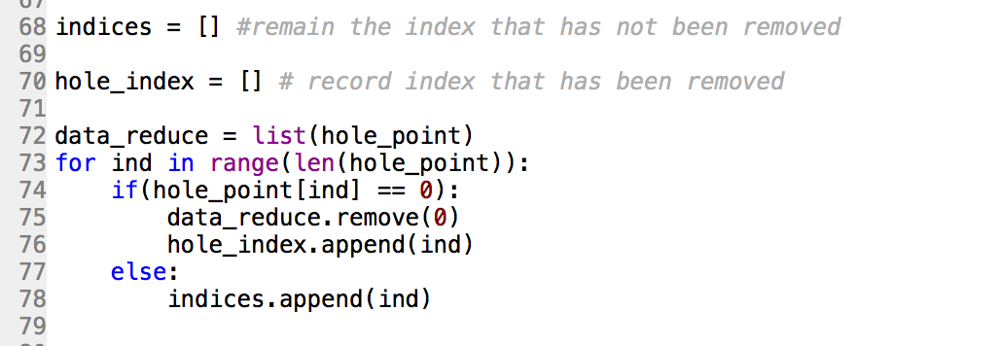 68 indices = [] #remain the index that has not been removed
69
70 hole_index = [] # record index that has been removed
71
72 data_reduce = list(hole_point)
73 for ind in range(len(hole_point)):
74     if(hole_point[ind] == 0):
75         data_reduce.remove(0)
76         hole_index.append(ind)
77     else:
78         indices.append(ind)
79